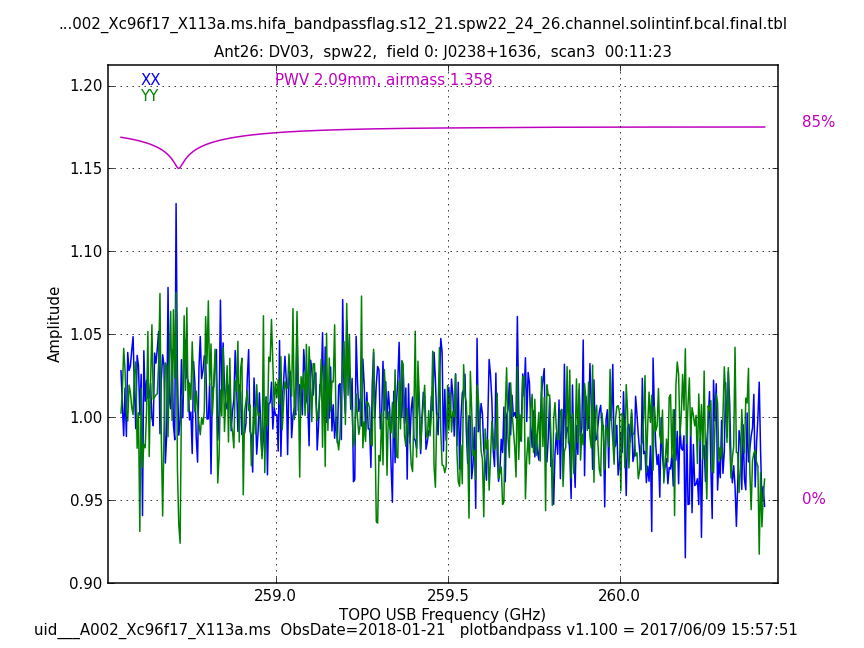 ...002_Xc96f17_X113a.ms.hifa_bandpassflag.s12_21.spw22_24_26.channel.solintinf.bcal.final.tbl
Ant26: DV03,  spw22,  field 0: J0238+1636,  scan3  00:11:23
XX
PWV 2.09mm, airmass 1.358
YY
85%
0%
1.20
1.15
1.10
1.05
1.00
0.95
0.90
Amplitude
259.0 259.5 260.0
TOPO USB Frequency (GHz)
uid___A002_Xc96f17_X113a.ms  ObsDate=2018-01-21   plotbandpass v1.100 = 2017/06/09 15:57:51